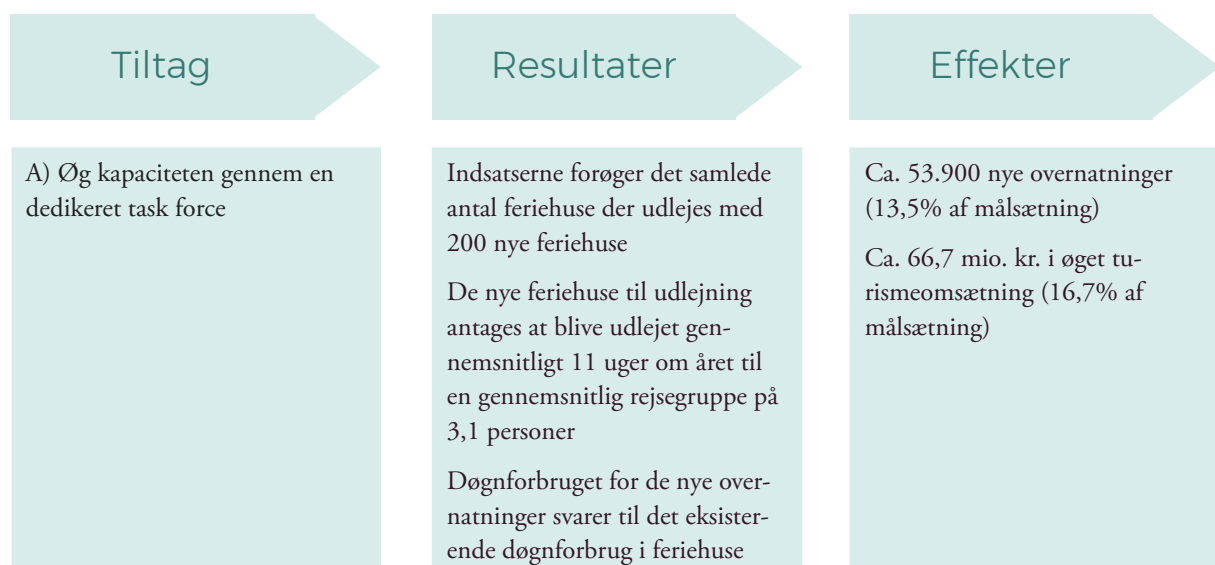 Tiltag
Resultater
Effekter
A) Øg kapaciteten gennem en
dedikeret task force
Indsatserne forøger det samlede
antal feriehuse der udlejes med
200 nye feriehuse
De nye feriehuse til udlejning
antages at blive udlejet gen-
nemsnitligt 11 uger om året til
en gennemsnitlig rejsegruppe på
3,1 personer
Døgnforbruget for de nye over-
natninger svarer til det eksister-
ende døgnforbrug i feriehuse
Ca. 53.900 nye overnatninger
(13,5% af målsætning)
Ca. 66,7 mio. kr. i øget tu-
rismeomsætning (16,7% af
målsætning)